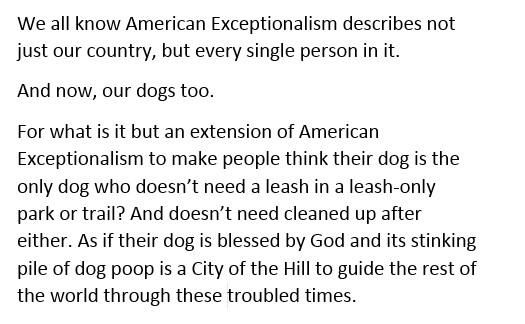 We all know American Exceptionalism describes not
just our country, but every single person in it.
And now, our dogs too.
For what is it but an extension of American
Exceptionalism to make people think their dog is the
only dog who doesn’t need a leash in a leash-only
park or trail? And doesn’t need cleaned up after
either. As if their dog is blessed by God and its stinking
pile of dog poop is a City of the Hill to guide the rest of
the world through these troubled times.